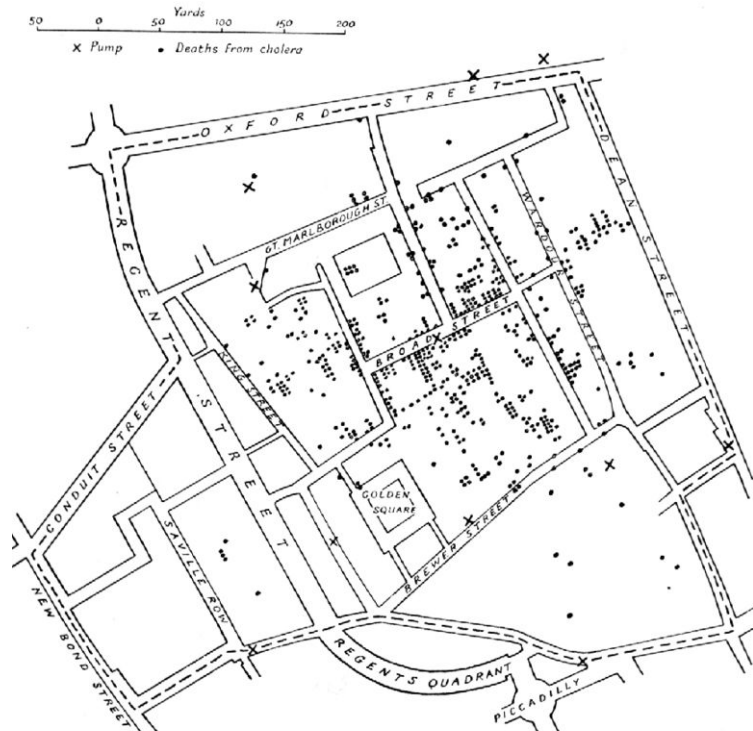 Yards
50 0 50 100 150 200
× Pump • Deaths from cholera
OXFORD STREET
REGENT STREET
DEAN STREET
GT. MARLBOROUGH ST.
WARDOUR STREET
BROAD STREET
KING STREET
CONDUIT STREET
GOLDEN SQUARE
BREWER STREET
SAVILLE ROW
NEW BOND STREET
REGENTS QUADRANT
PICCADILLY